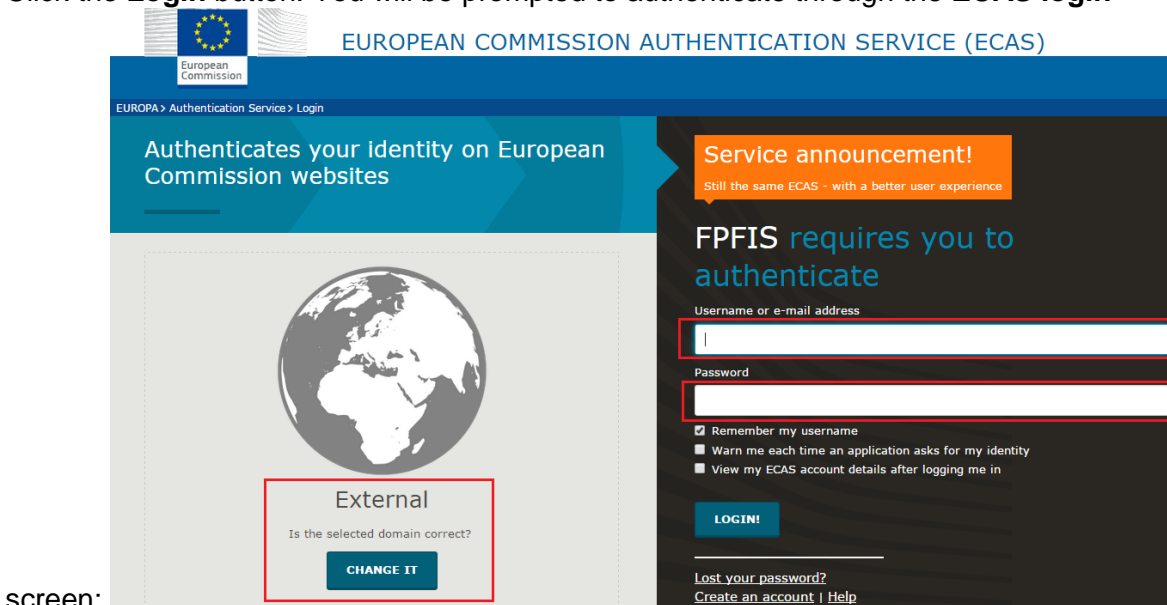 Click the Login button. You will be prompted to authenticate through the ECAS login
European
Commission
EUROPEAN COMMISSION AUTHENTICATION SERVICE (ECAS)
EUROPA > Authentication Service > Login
Authenticates your identity on European
Commission websites
External
Is the selected domain correct?
CHANGE IT
Service announcement!
Still the same ECAS - with a better user experience
FPFIS requires you to
authenticate
Username or e-mail address
Password
Remember my username
Warn me each time an application asks for my identity
View my ECAS account details after logging me in
LOGIN!
Lost your password?
Create an account | Help
screen: